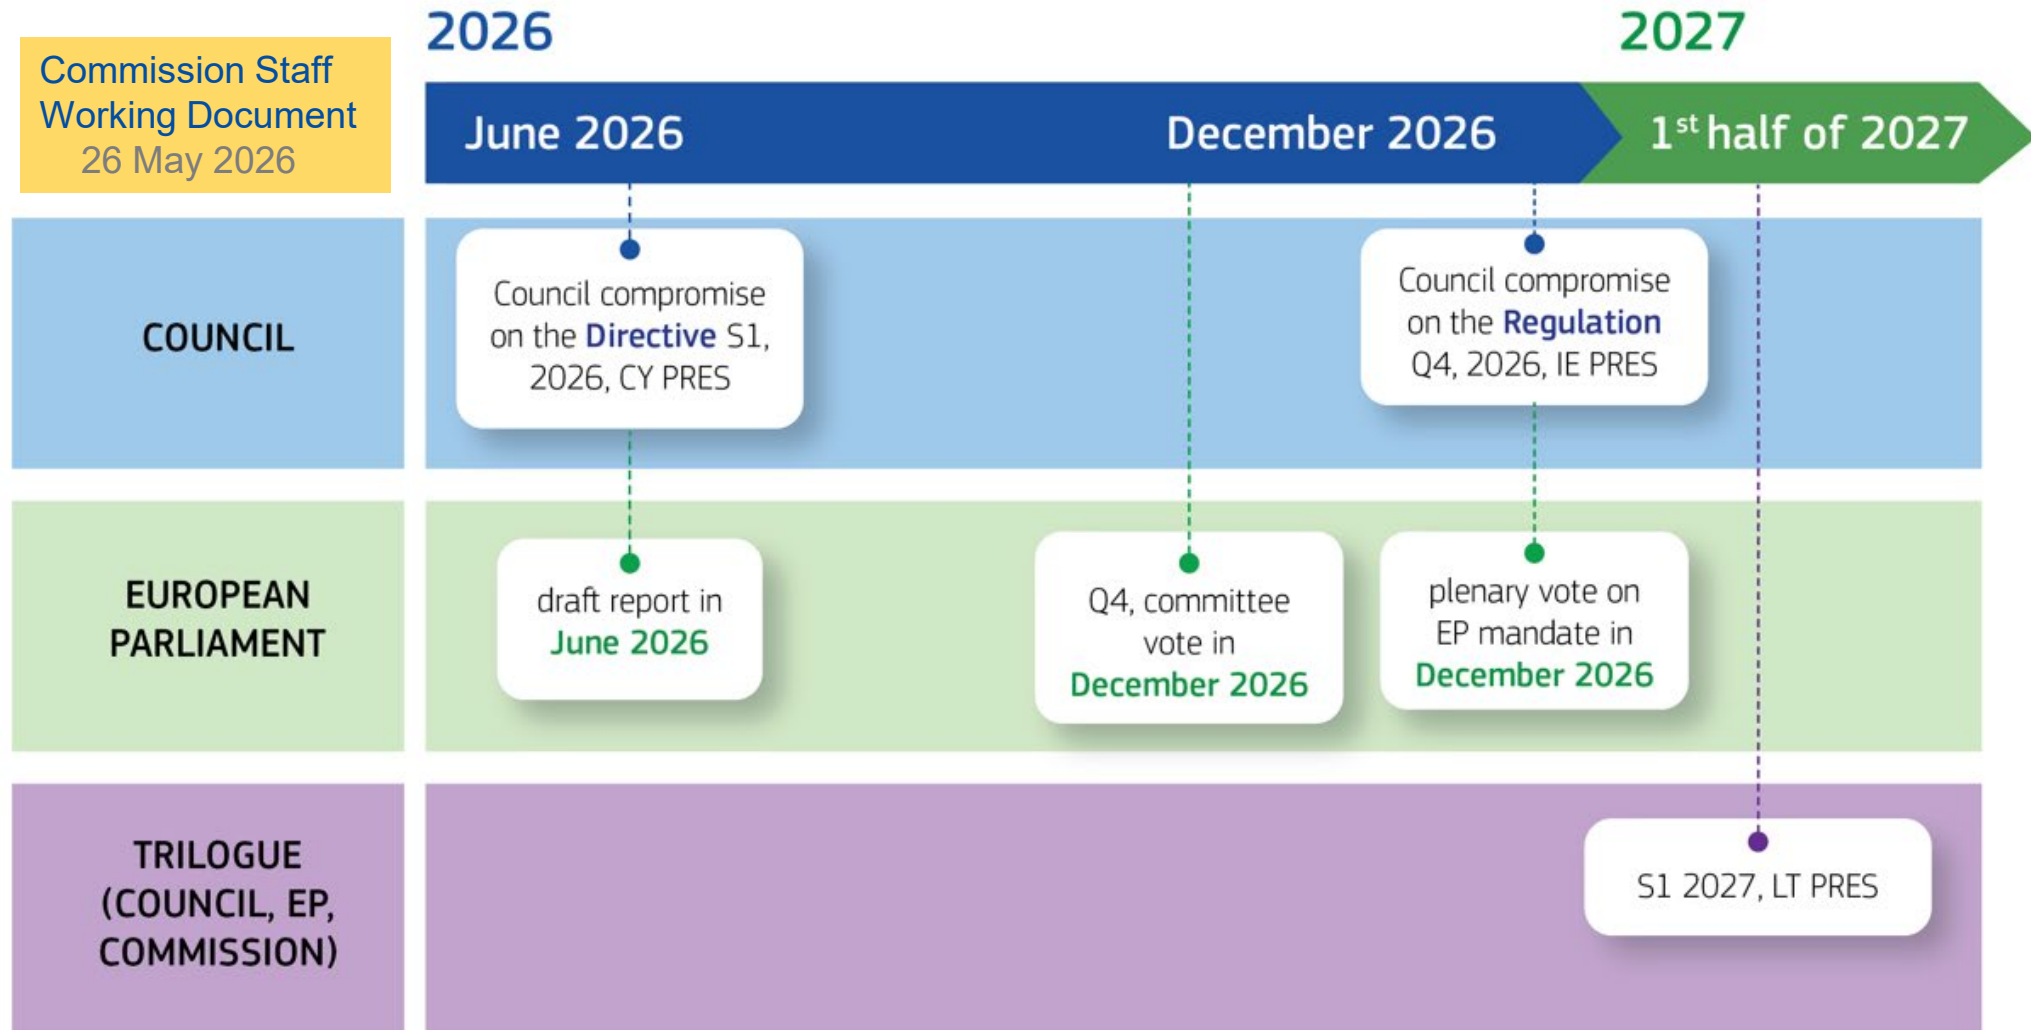 2026
2027
Commission Staff
Working Document
26 May 2026
June 2026
December 2026
1st half of 2027
COUNCIL
Council compromise
on the Directive S1,
2026, CY PRES
Council compromise
on the Regulation
Q4, 2026, IE PRES
EUROPEAN
PARLIAMENT
draft report in
June 2026
Q4, committee
vote in
December 2026
plenary vote on
EP mandate in
December 2026
TRILOGUE
(COUNCIL, EP,
COMMISSION)
S1 2027, LT PRES